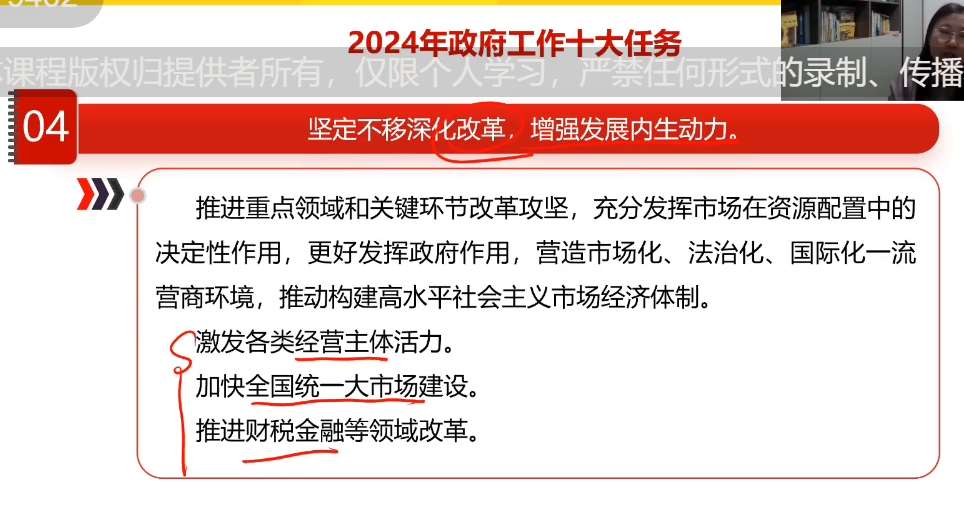 9402
2024年政府工作十大任务
课程版权归提供者所有，仅限个人学习，严禁任何形式的录制、传播
04
坚定不移深化改革，增强发展内生动力。
推进重点领域和关键环节改革攻坚，充分发挥市场在资源配置中的
决定性作用，更好发挥政府作用，营造市场化、法治化、国际化一流
营商环境，推动构建高水平社会主义市场经济体制。
激发各类经营主体活力。
加快全国统一大市场建设。
推进财税金融等领域改革。